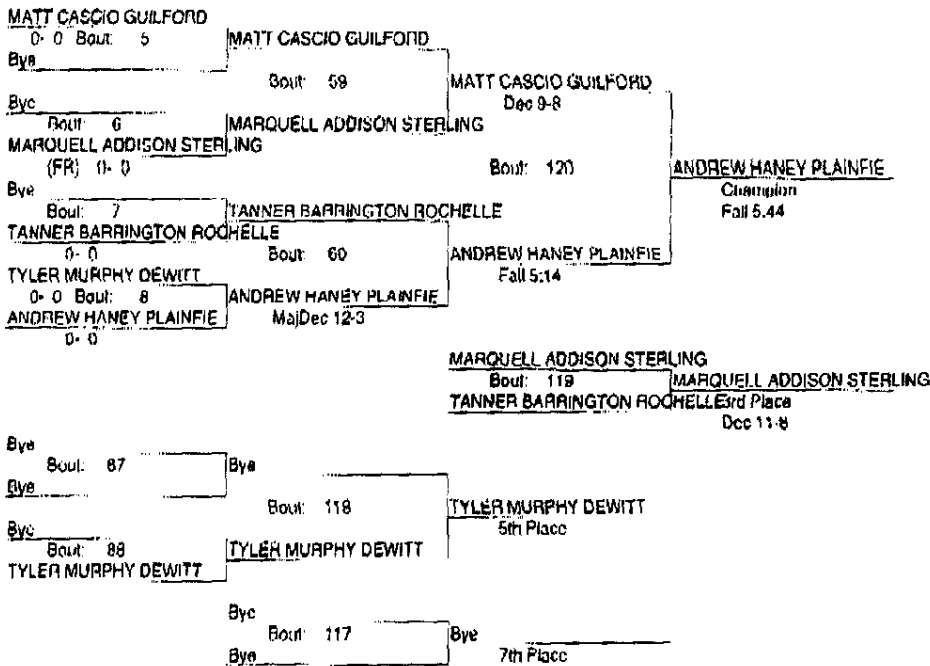 MATT CASCIO GUILFORD
0- 0 Bout: 5
Bye
MATT CASCIO GUILFORD
Bout: 59
MATT CASCIO GUILFORD
Dec 9-8
Bye
Bout: 6
MARQUELL ADDISON STERLING
MARQUELL ADDISON STERLING
(FR) 0- 0
Bout: 120
ANDREW HANEY PLAINFIE
Champion
Fall 5:44
Bye
Bout: 7
TANNER BARRINGTON ROCHELLE
TANNER BARRINGTON ROCHELLE
0- 0
Bout: 60
ANDREW HANEY PLAINFIE
Fall 5:14
TYLER MURPHY DEWITT
0- 0 Bout: 8
ANDREW HANEY PLAINFIE
MajDec 12-3
ANDREW HANEY PLAINFIE
0- 0
MARQUELL ADDISON STERLING
Bout: 119
MARQUELL ADDISON STERLING
TANNER BARRINGTON ROCHELLE
3rd Place
Dec 11-8
Bye
Bout: 87
Bye
Bye
Bout: 118
TYLER MURPHY DEWITT
5th Place
Bye
Bout: 88
TYLER MURPHY DEWITT
TYLER MURPHY DEWITT
Bye
Bout: 117
Bye
Bye
7th Place